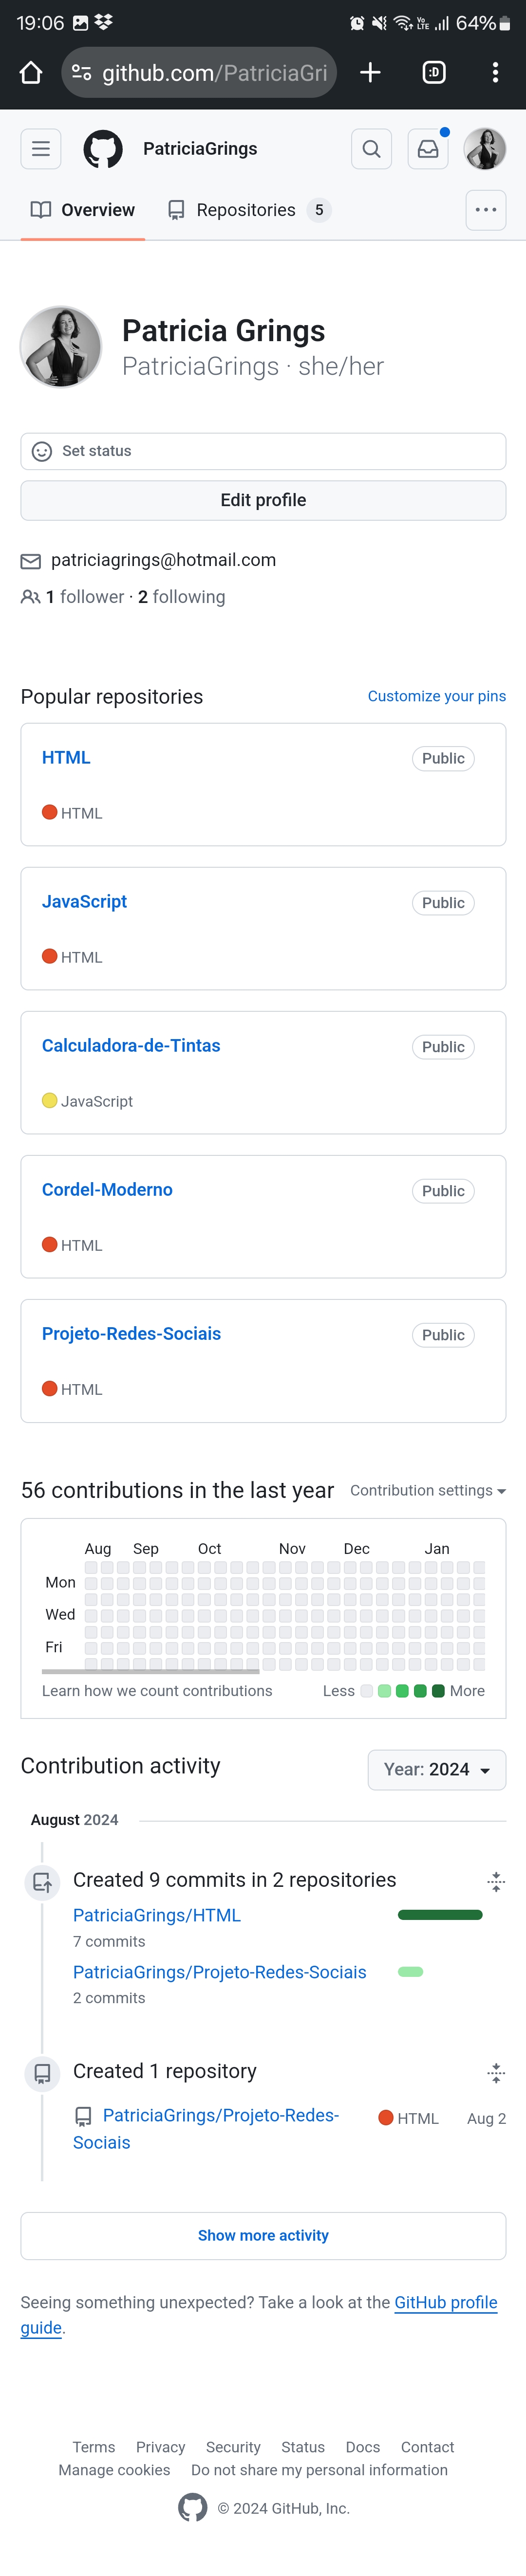 19:06 Vo LTE 64%
github.com/PatriciaGri :D
PatriciaGrings
Overview Repositories 5
Patricia Grings
PatriciaGrings · she/her
Set status
Edit profile
patriciagrings@hotmail.com
1 follower · 2 following
Popular repositories Customize your pins
HTML Public
HTML
JavaScript Public
HTML
Calculadora-de-Tintas Public
JavaScript
Cordel-Moderno Public
HTML
Projeto-Redes-Sociais Public
HTML
56 contributions in the last year Contribution settings
Aug Sep Oct Nov Dec Jan
Mon
Wed
Fri
Learn how we count contributions Less More
Contribution activity Year: 2024
August 2024
Created 9 commits in 2 repositories
PatriciaGrings/HTML
7 commits
PatriciaGrings/Projeto-Redes-Sociais
2 commits
Created 1 repository
PatriciaGrings/Projeto-Redes- HTML Aug 2
Sociais
Show more activity
Seeing something unexpected? Take a look at the GitHub profile
guide.
Terms Privacy Security Status Docs Contact
Manage cookies Do not share my personal information
© 2024 GitHub, Inc.